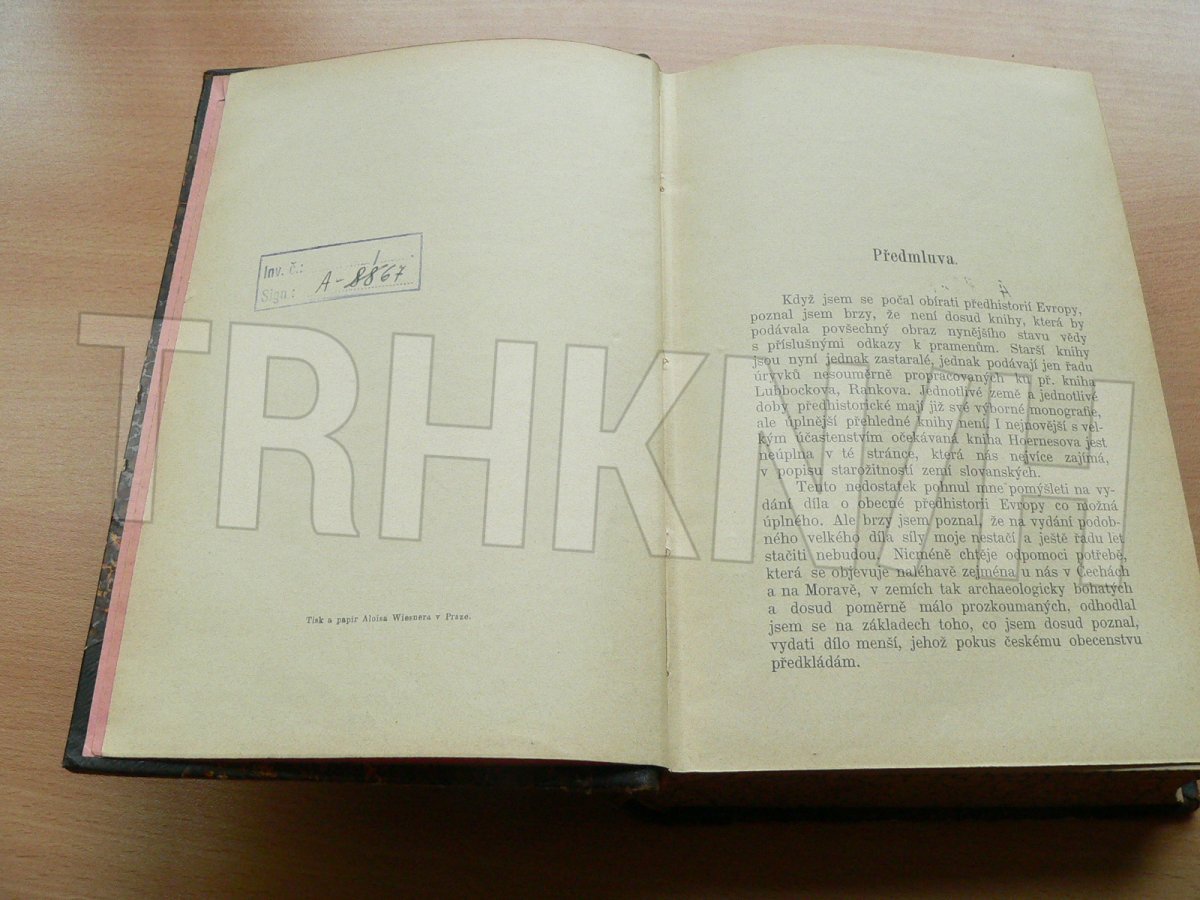 Inv. č.:
Sign.: A-8867
Tisk a papír Aloisa Wiesnera v Praze.
TRHKNIH
Předmluva.
Když jsem se počal obírati předhistorií Evropy,
poznal jsem brzy, že není dosud knihy, která by
podávala povšechný obraz nynějšího stavu vědy
s příslušnými odkazy k pramenům. Starší knihy
jsou nyní jednak zastaralé, jednak podávají jen řadu
úryvků nesouměrně propracovaných ku př. kniha
Lubbockova, Rankova. Jednotlivé země a jednotlivé
doby předhistorické mají již své výborné monografie,
ale úplnější přehledné knihy není. I nejnovější s vel-
kým účastenstvím očekávaná kniha Hoernesova jest
neúplna v té stránce, která nás nejvíce zajímá,
v popisu starožitností zemí slovanských.
Tento nedostatek pohnul mne pomýšleti na vy-
dání díla o obecné předhistorii Evropy co možná
úplného. Ale brzy jsem poznal, že na vydání podob-
ného velkého díla síly moje nestačí a ještě řadu let
stačiti nebudou. Nicméně chtěje odpomoci potřebě,
která se objevuje naléhavě zejména u nás v Čechách
a na Moravě, v zemích tak archaeologicky bohatých
a dosud poměrně málo prozkoumaných, odhodlal
jsem se na základech toho, co jsem dosud poznal,
vydati dílo menší, jehož pokus českému obecenstvu
předkládám.